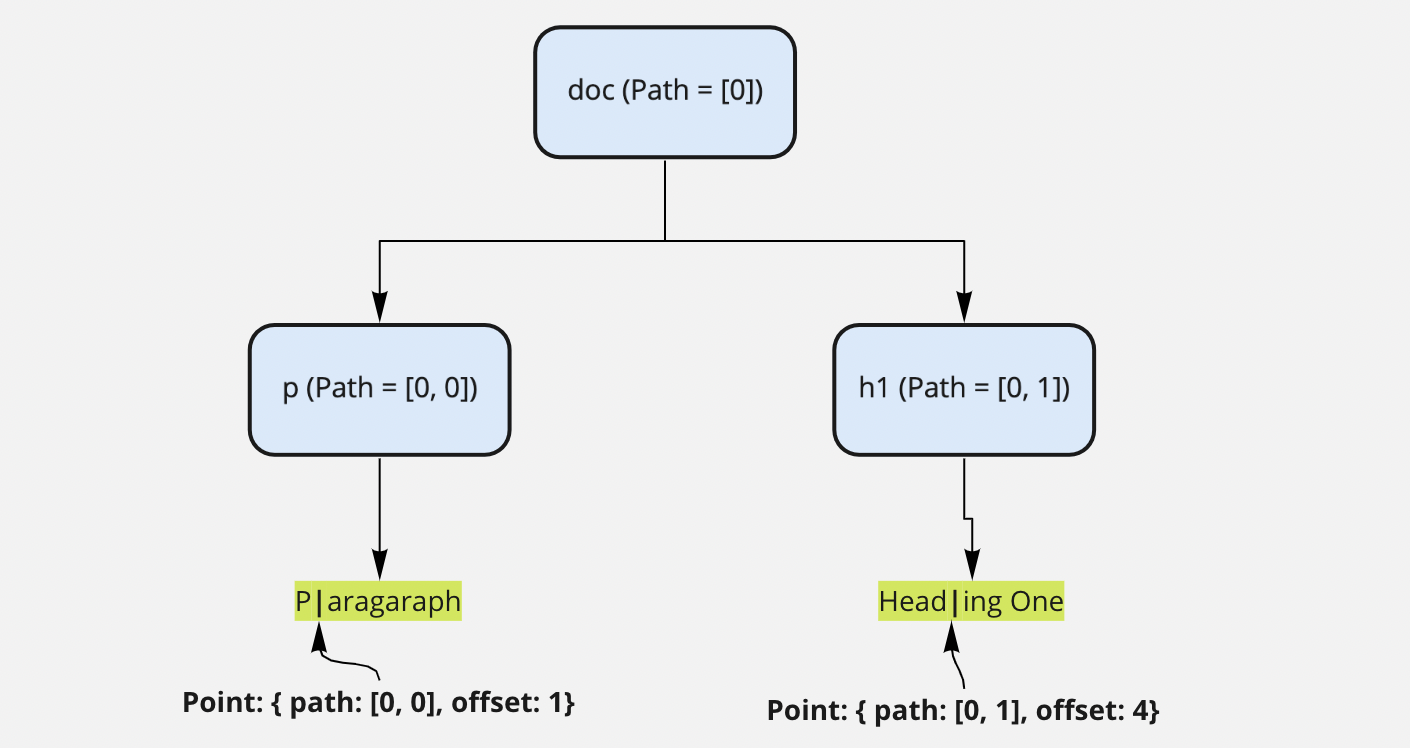 doc (Path = [0])
p (Path = [0, 0])
h1 (Path = [0, 1])
P|aragaraph
Head|ing One
Point: { path: [0, 0], offset: 1}
Point: { path: [0, 1], offset: 4}